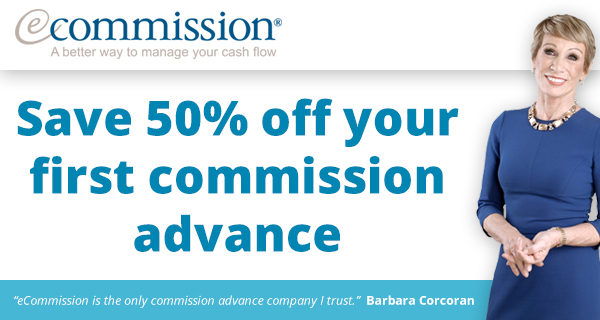 ecommission®
A better way to manage your cash flow
Save 50% off your
first commission
advance
“eCommission is the only commission advance company I trust.” Barbara Corcoran